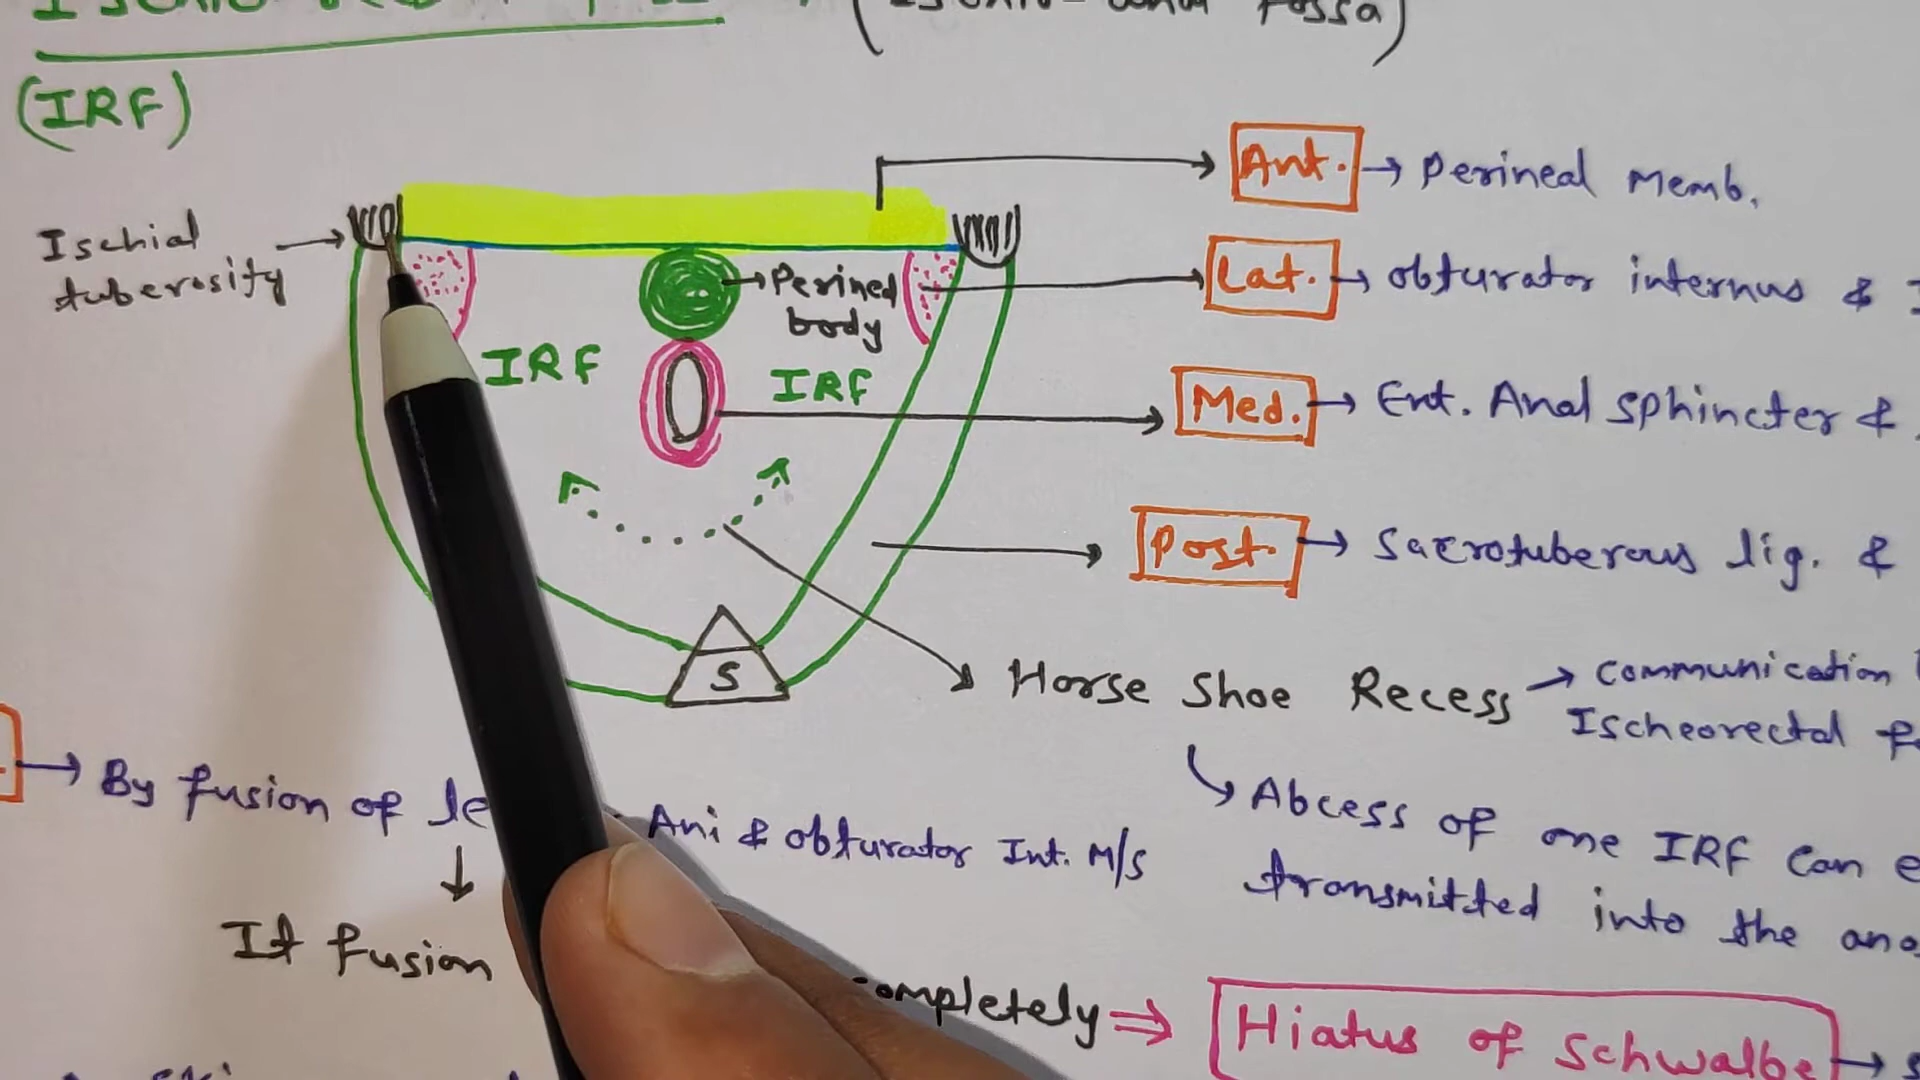 (IRF)
Ischial
tuberosity
Perineal
body
IRF
IRF
S
Ant. → Perineal Memb.
Lat. → obturator internus &
Med. → Ext. Anal Sphincter &
Post. → Sacrotuberous lig. &
Horse Shoe Recess → Communication
Ischeorectal
Abcess of one IRF can
transmitted into the
→ By fusion of Ani & obturator Int. M/S
↓
If fusion
⇒ Hiatus of Schwalbe →